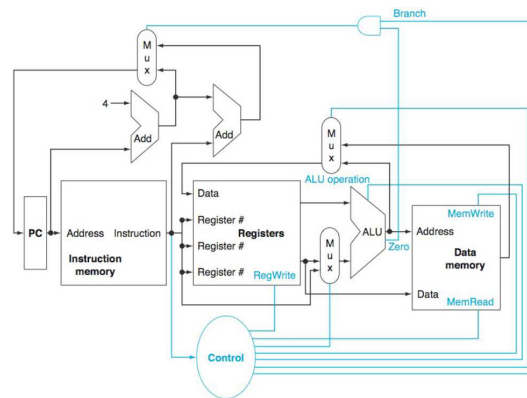 Branch
M
u
x
4
Add
Add
M
u
x
ALU operation
Data
Register #
Register #
Register #
Registers
RegWrite
PC
Address
Instruction
Instruction
memory
M
u
x
ALU
Zero
MemWrite
Address
Data
memory
Data
MemRead
Control